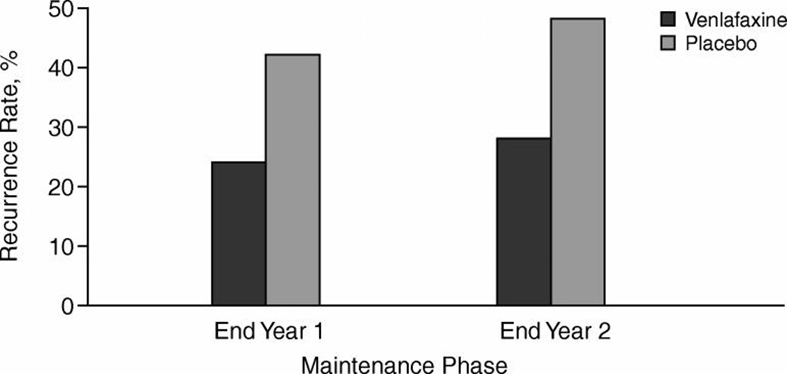 50
40
30
20
10
0
Recurrence Rate, %
Venlafaxine
Placebo
End Year 1
End Year 2
Maintenance Phase